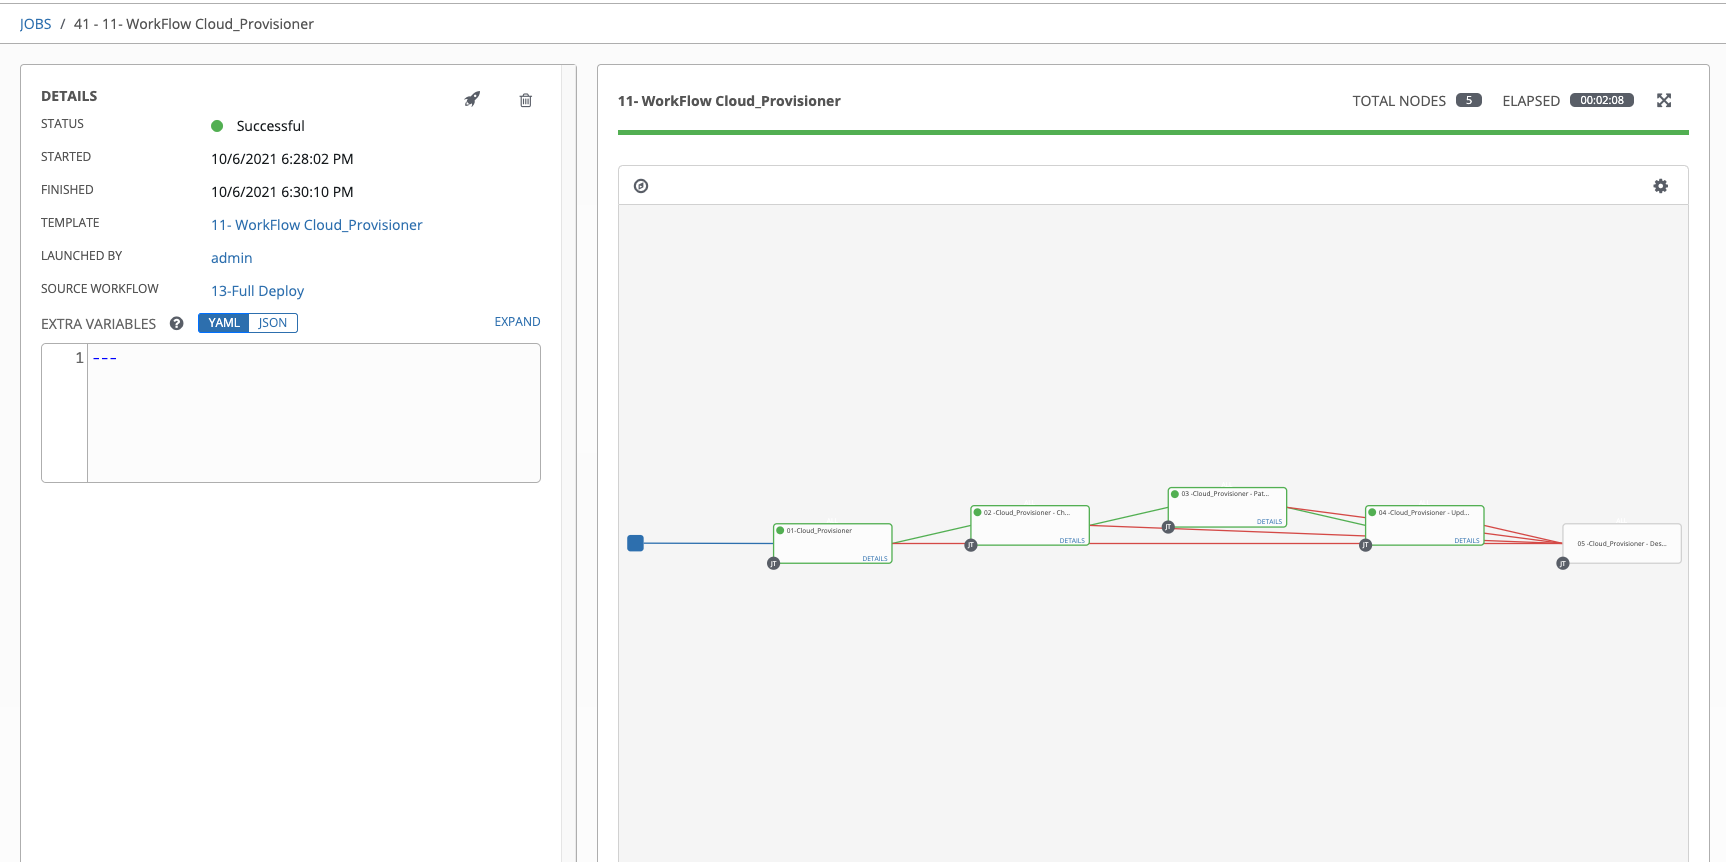 JOBS / 41 - 11- WorkFlow Cloud_Provisioner
DETAILS
STATUS Successful
STARTED 10/6/2021 6:28:02 PM
FINISHED 10/6/2021 6:30:10 PM
TEMPLATE 11- WorkFlow Cloud_Provisioner
LAUNCHED BY admin
SOURCE WORKFLOW 13-Full Deploy
EXTRA VARIABLES ? YAML JSON EXPAND
1 ---
11- WorkFlow Cloud_Provisioner TOTAL NODES 5 ELAPSED 00:02:08
01-Cloud_Provisioner
DETAILS
JT
02 -Cloud_Provisioner - Ch...
DETAILS
JT
03 -Cloud_Provisioner - Pat...
DETAILS
JT
04 -Cloud_Provisioner - Upd...
DETAILS
JT
05 -Cloud_Provisioner - Des...
JT